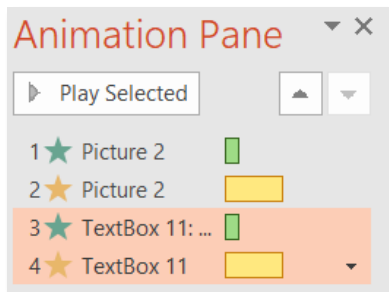 Animation Pane
Play Selected
1 Picture 2
2 Picture 2
3 TextBox 11: ...
4 TextBox 11